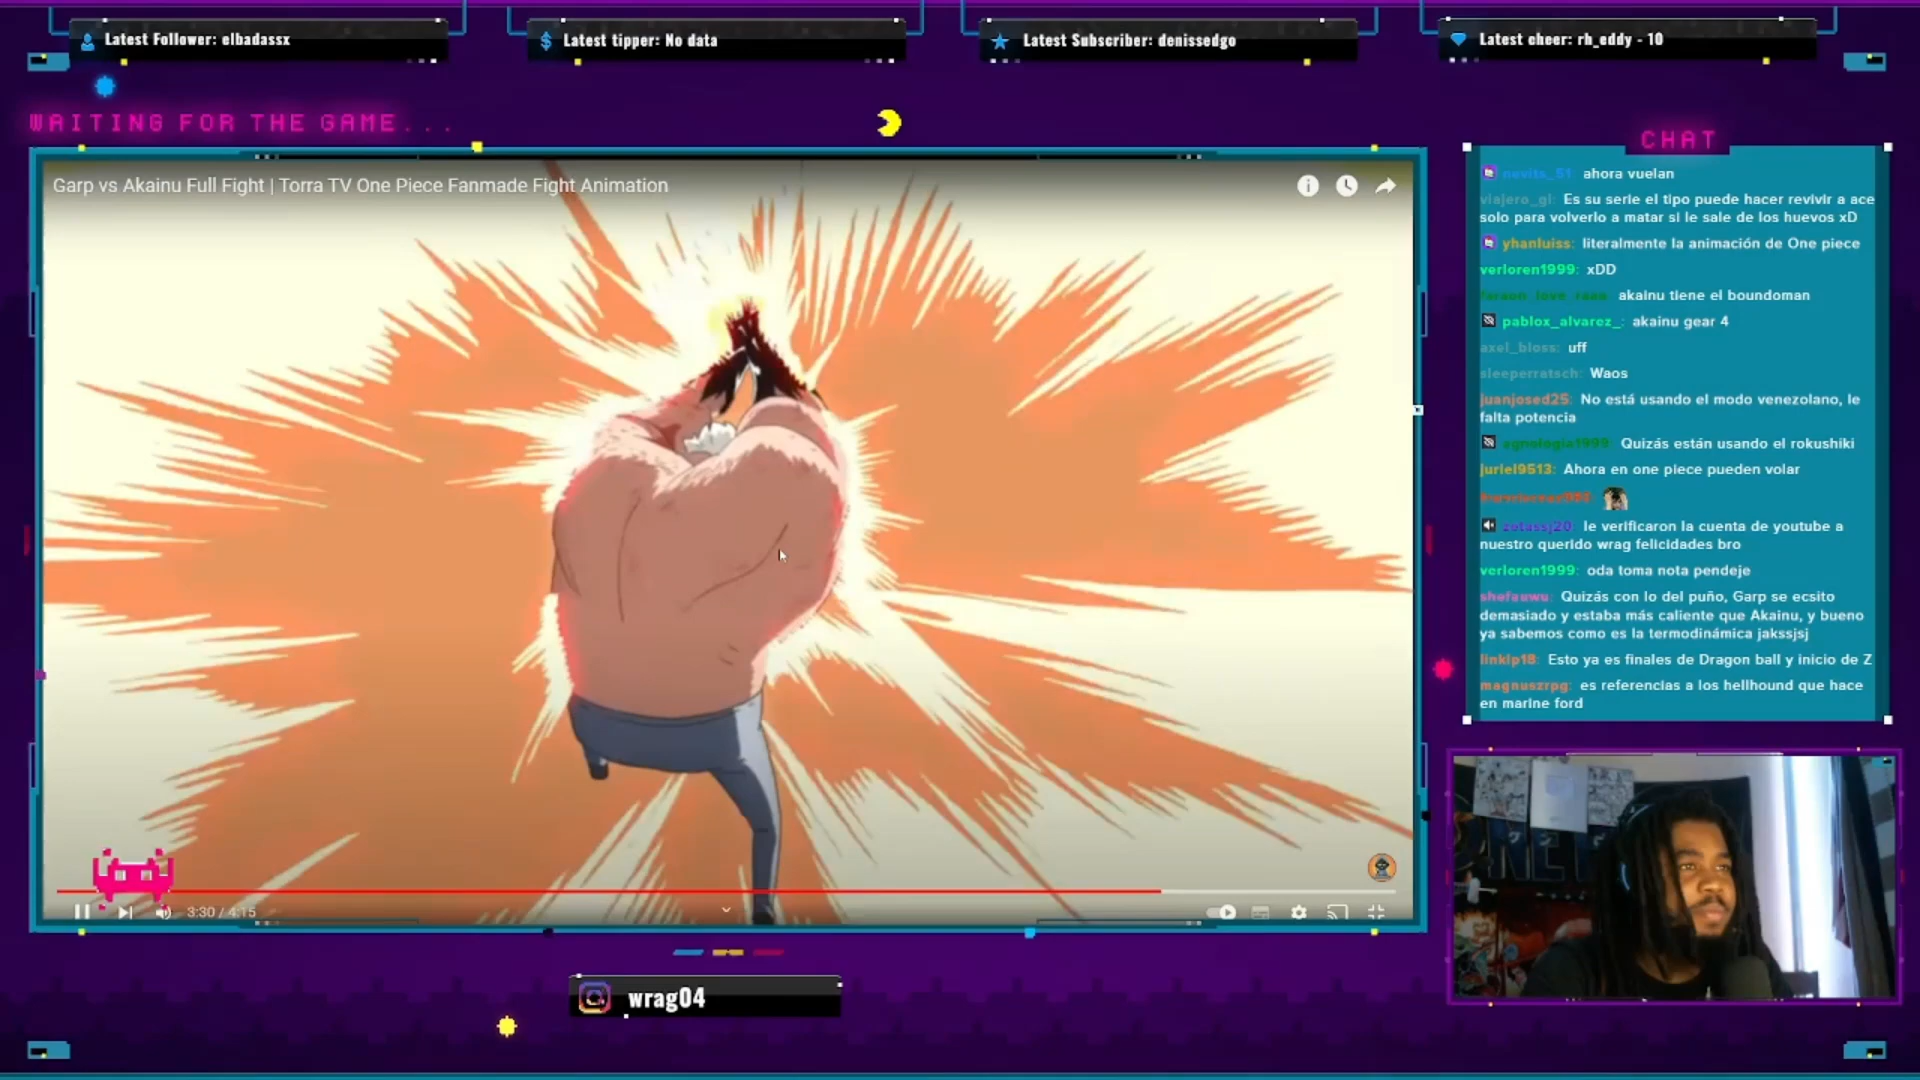 Latest Follower: elbadassx
Latest tipper: No data
Latest Subscriber: denissedgo
Latest cheer: rh_eddy - 10
WAITING FOR THE GAME...
CHAT
Garp vs Akainu Full Fight | Torra TV One Piece Fanmade Fight Animation
ahora vuelan
viajero_gl: Es su serie el tipo puede hacer revivir a ace
solo para volverlo a matar si le sale de los huevos xD
yhanluiss: literalmente la animación de One piece
verloren1999: xDD
akainu tiene el boundoman
pablox_alvarez_: akainu gear 4
axel_bloss: uff
sleeperratsch: Waos
juanjosed25: No está usando el modo venezolano, le
falta potencia
agnologia1999: Quizás están usando el rokushiki
juriel9513: Ahora en one piece pueden volar
zotassj20: le verificaron la cuenta de youtube a
nuestro querido wrag felicidades bro
verloren1999: oda toma nota pendeje
shofauwu: Quizás con lo del puño, Garp se ecsito
demasiado y estaba más caliente que Akainu, y bueno
ya sabemos como es la termodinámica jakssjsj
linklp18: Esto ya es finales de Dragon ball y inicio de Z
magnuszrpg: es referencias a los hellhound que hace
en marine ford
3:30 / 4:15
wrag04